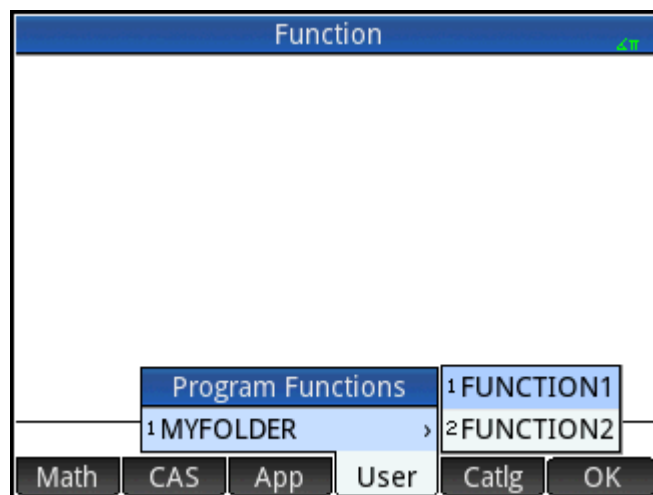 Function
∡π
Program Functions
1 MYFOLDER ›
1 FUNCTION1
2 FUNCTION2
Math CAS App User Catlg OK